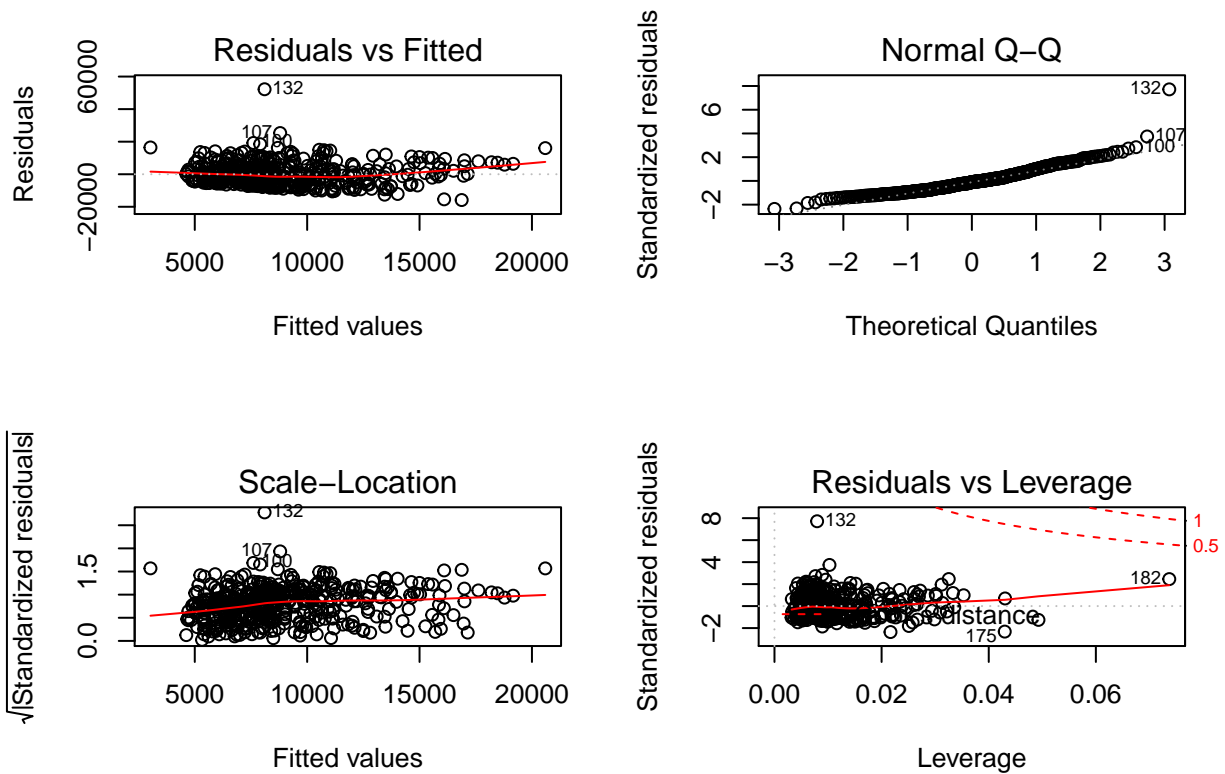 Residuals vs Fitted
Residuals
60000
−20000
132
107
100
5000 10000 15000 20000
Fitted values
Normal Q−Q
Standardized residuals
6
2
−2
132
107
100
−3 −2 −1 0 1 2 3
Theoretical Quantiles
Scale−Location
√|Standardized residuals|
1.5
0.0
132
107
100
5000 10000 15000 20000
Fitted values
Residuals vs Leverage
Standardized residuals
8
4
−2
132
1
0.5
182
distance
175
0.00 0.02 0.04 0.06
Leverage